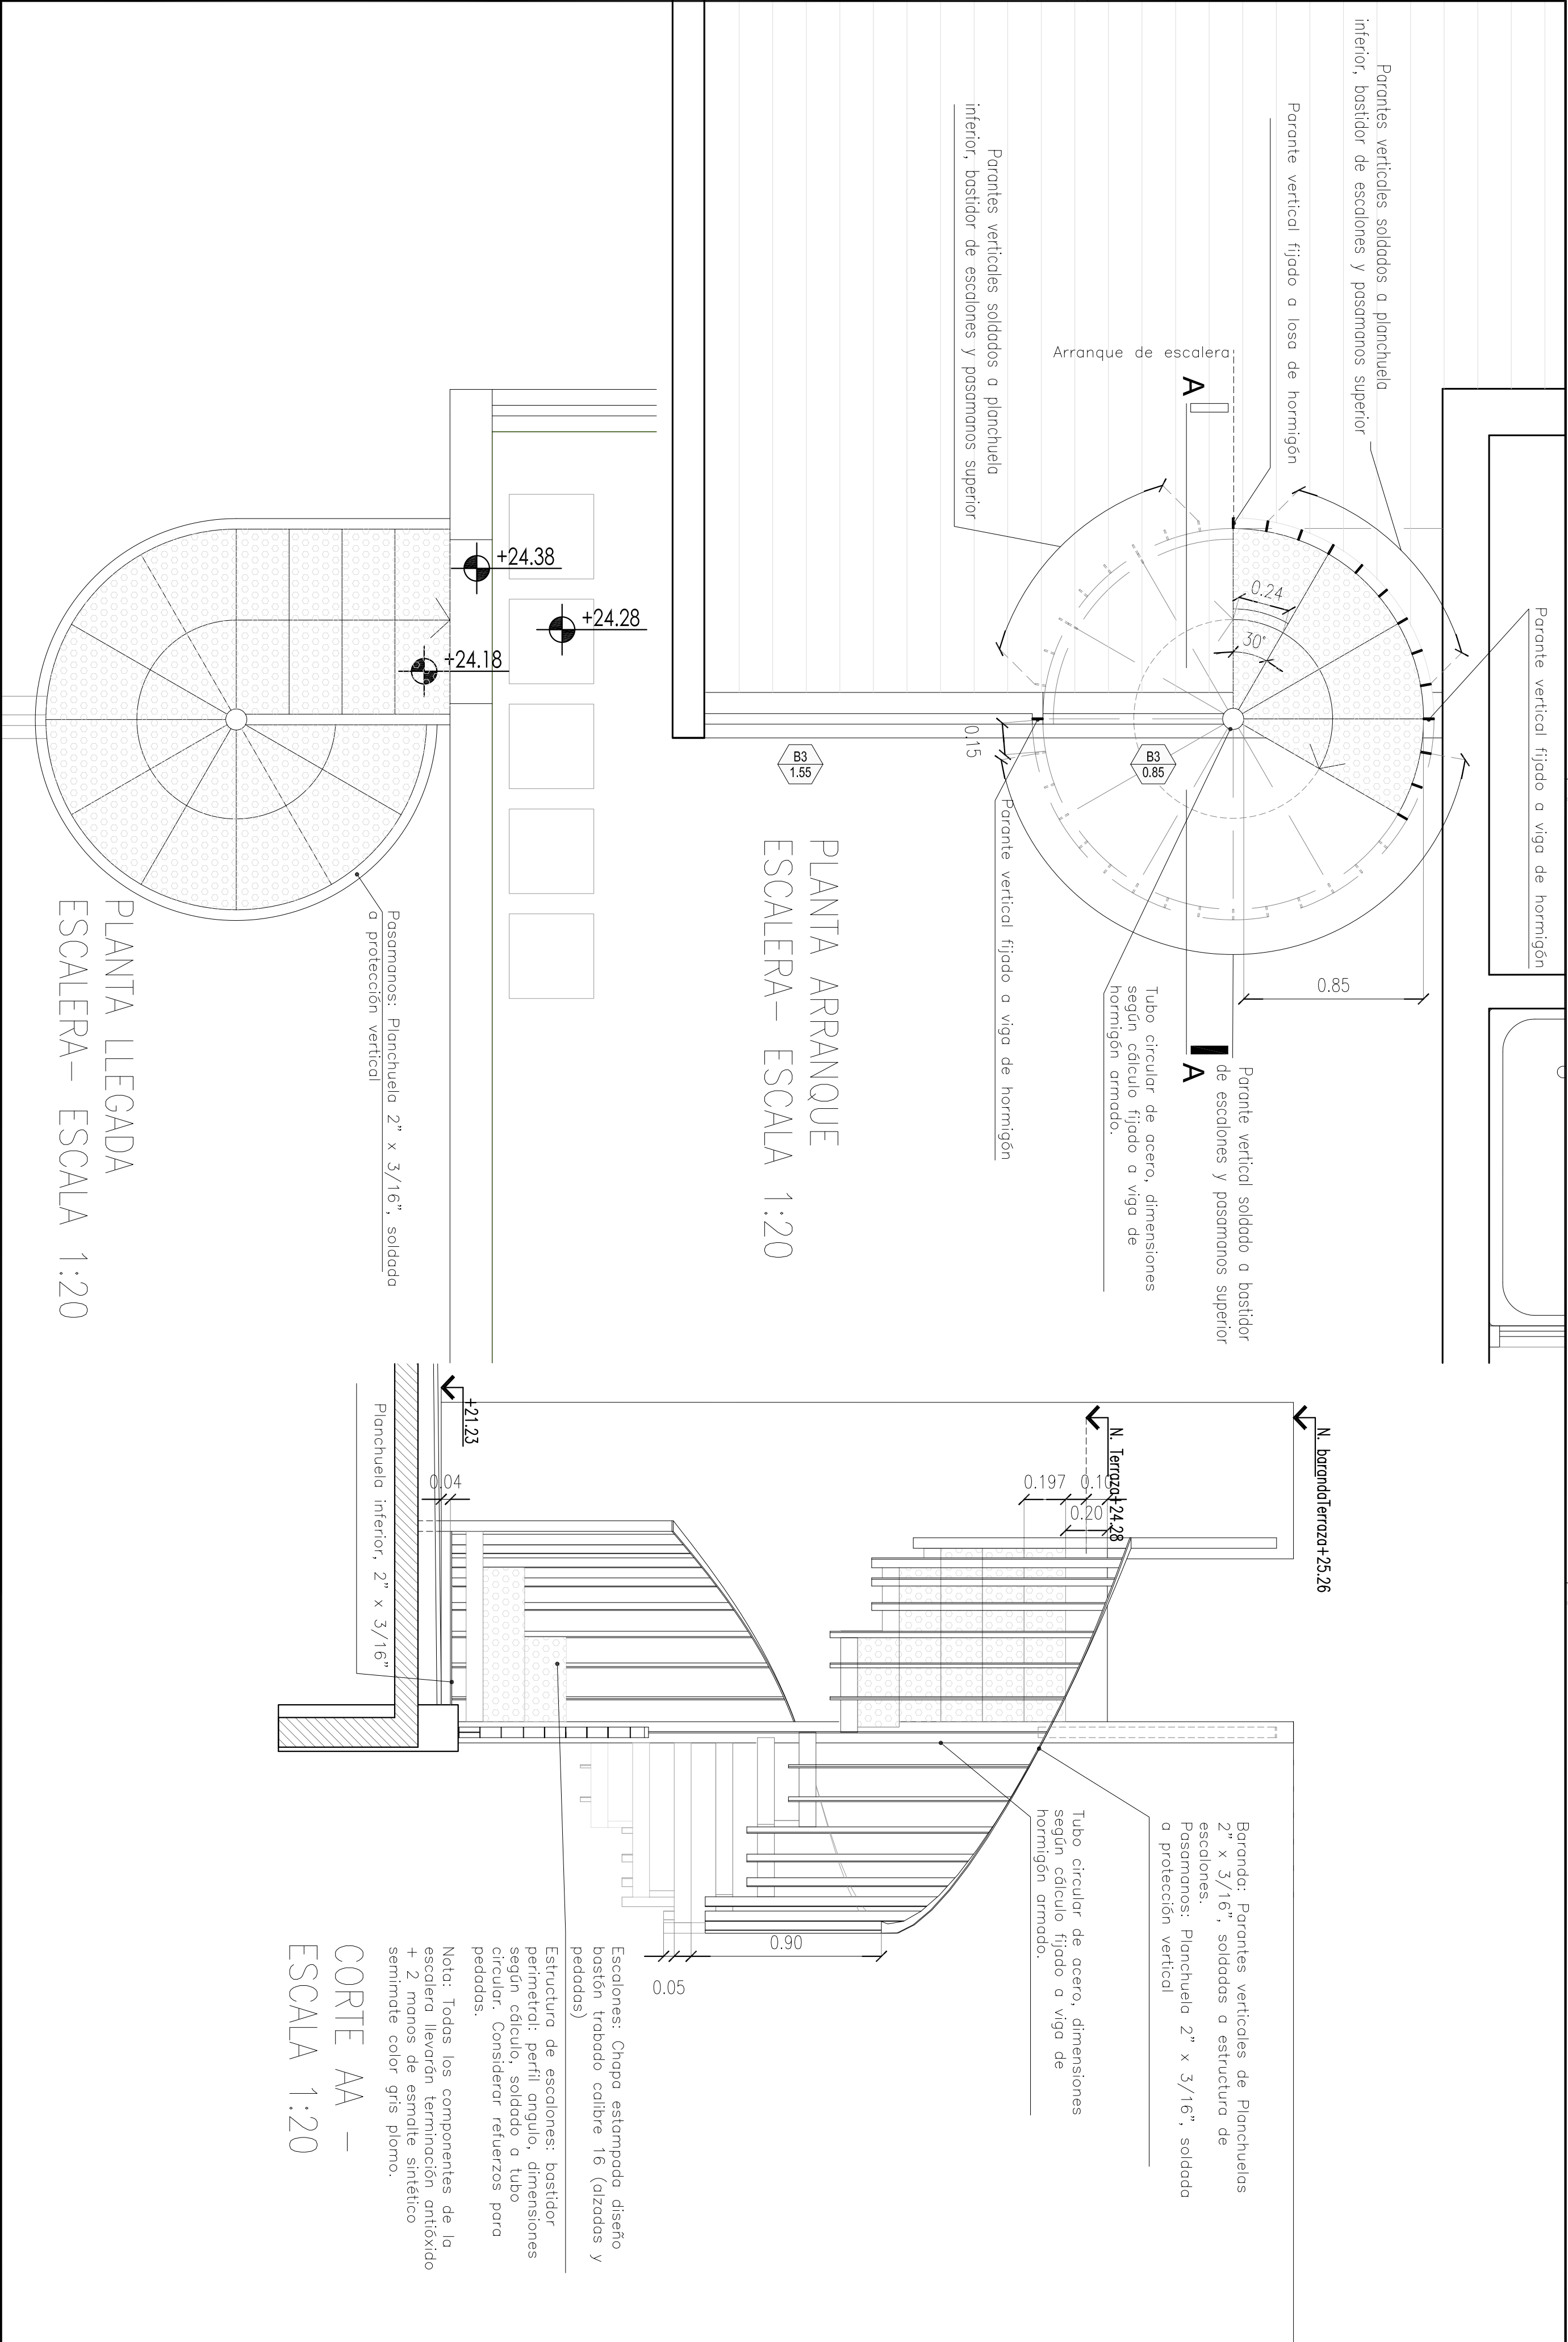 Parantes verticales soldados a planchuela
inferior, bastidor de escalones y pasamanos superior
Parante vertical fijado a losa de hormigón
Parantes verticales soldados a planchuela
inferior, bastidor de escalones y pasamanos superior
Arranque de escalera
A
0.24
30°
Parante vertical fijado a viga de hormigón
0.15
B3
1.55
B3
0.85
0.85
Parante vertical fijado a viga de hormigón
Tubo circular de acero, dimensiones
según cálculo fijado a viga de
hormigón armado.
A
Parante vertical soldado a bastidor
de escalones y pasamanos superior
PLANTA ARRANQUE
ESCALERA- ESCALA 1:20
+24.38
+24.28
+24.18
Pasamanos: Planchuela 2" x 3/16", soldada
a protección vertical
PLANTA LLEGADA
ESCALERA- ESCALA 1:20
N. barandaTerraza+25.26
N. Terraza+24.28
0.197
0.10
0.20
+21.23
0.04
Planchuela inferior, 2" x 3/16"
0.90
0.05
Baranda: Parantes verticales de Planchuelas
2" x 3/16", soldadas a estructura de
escalones.
Pasamanos: Planchuela 2" x 3/16", soldada
a protección vertical
Tubo circular de acero, dimensiones
según cálculo fijado a viga de
hormigón armado.
Escalones: Chapa estampada diseño
bastón trabado calibre 16 (alzadas y
pedadas)
Estructura de escalones: bastidor
perimetral: perfil angulo, dimensiones
según cálculo, soldado a tubo
circular. Considerar refuerzos para
pedadas.
Nota: Todas los componentes de la
escalera llevarán terminación antióxido
+ 2 manos de esmalte sintético
semimate color gris plomo.
CORTE AA -
ESCALA 1:20